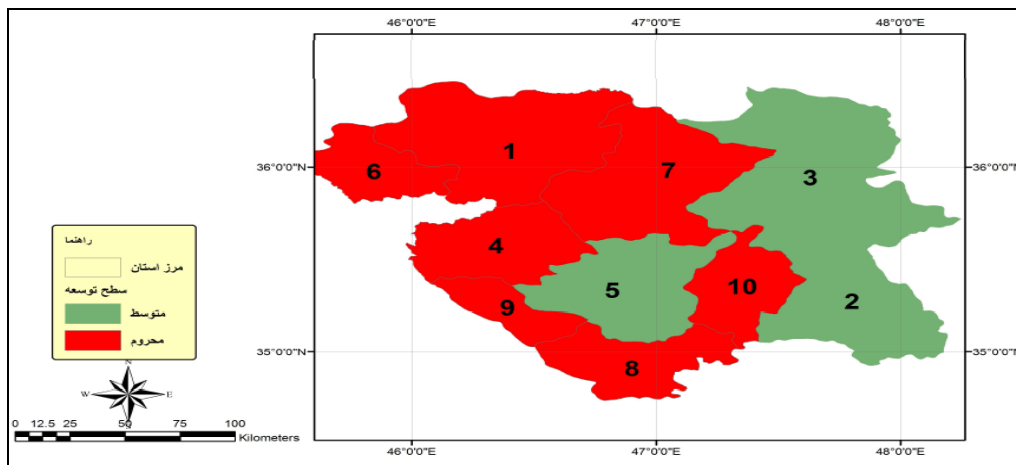 46°0'0"E 47°0'0"E 48°0'0"E
36°0'0"N 36°0'0"N
35°0'0"N 35°0'0"N
46°0'0"E 47°0'0"E 48°0'0"E
1
6
7
3
4
5
10
2
9
8
راهنما
مرز استان
سطح توسعه
متوسط
محروم
N
W E
S
0 12.5 25 50 75 100
Kilometers